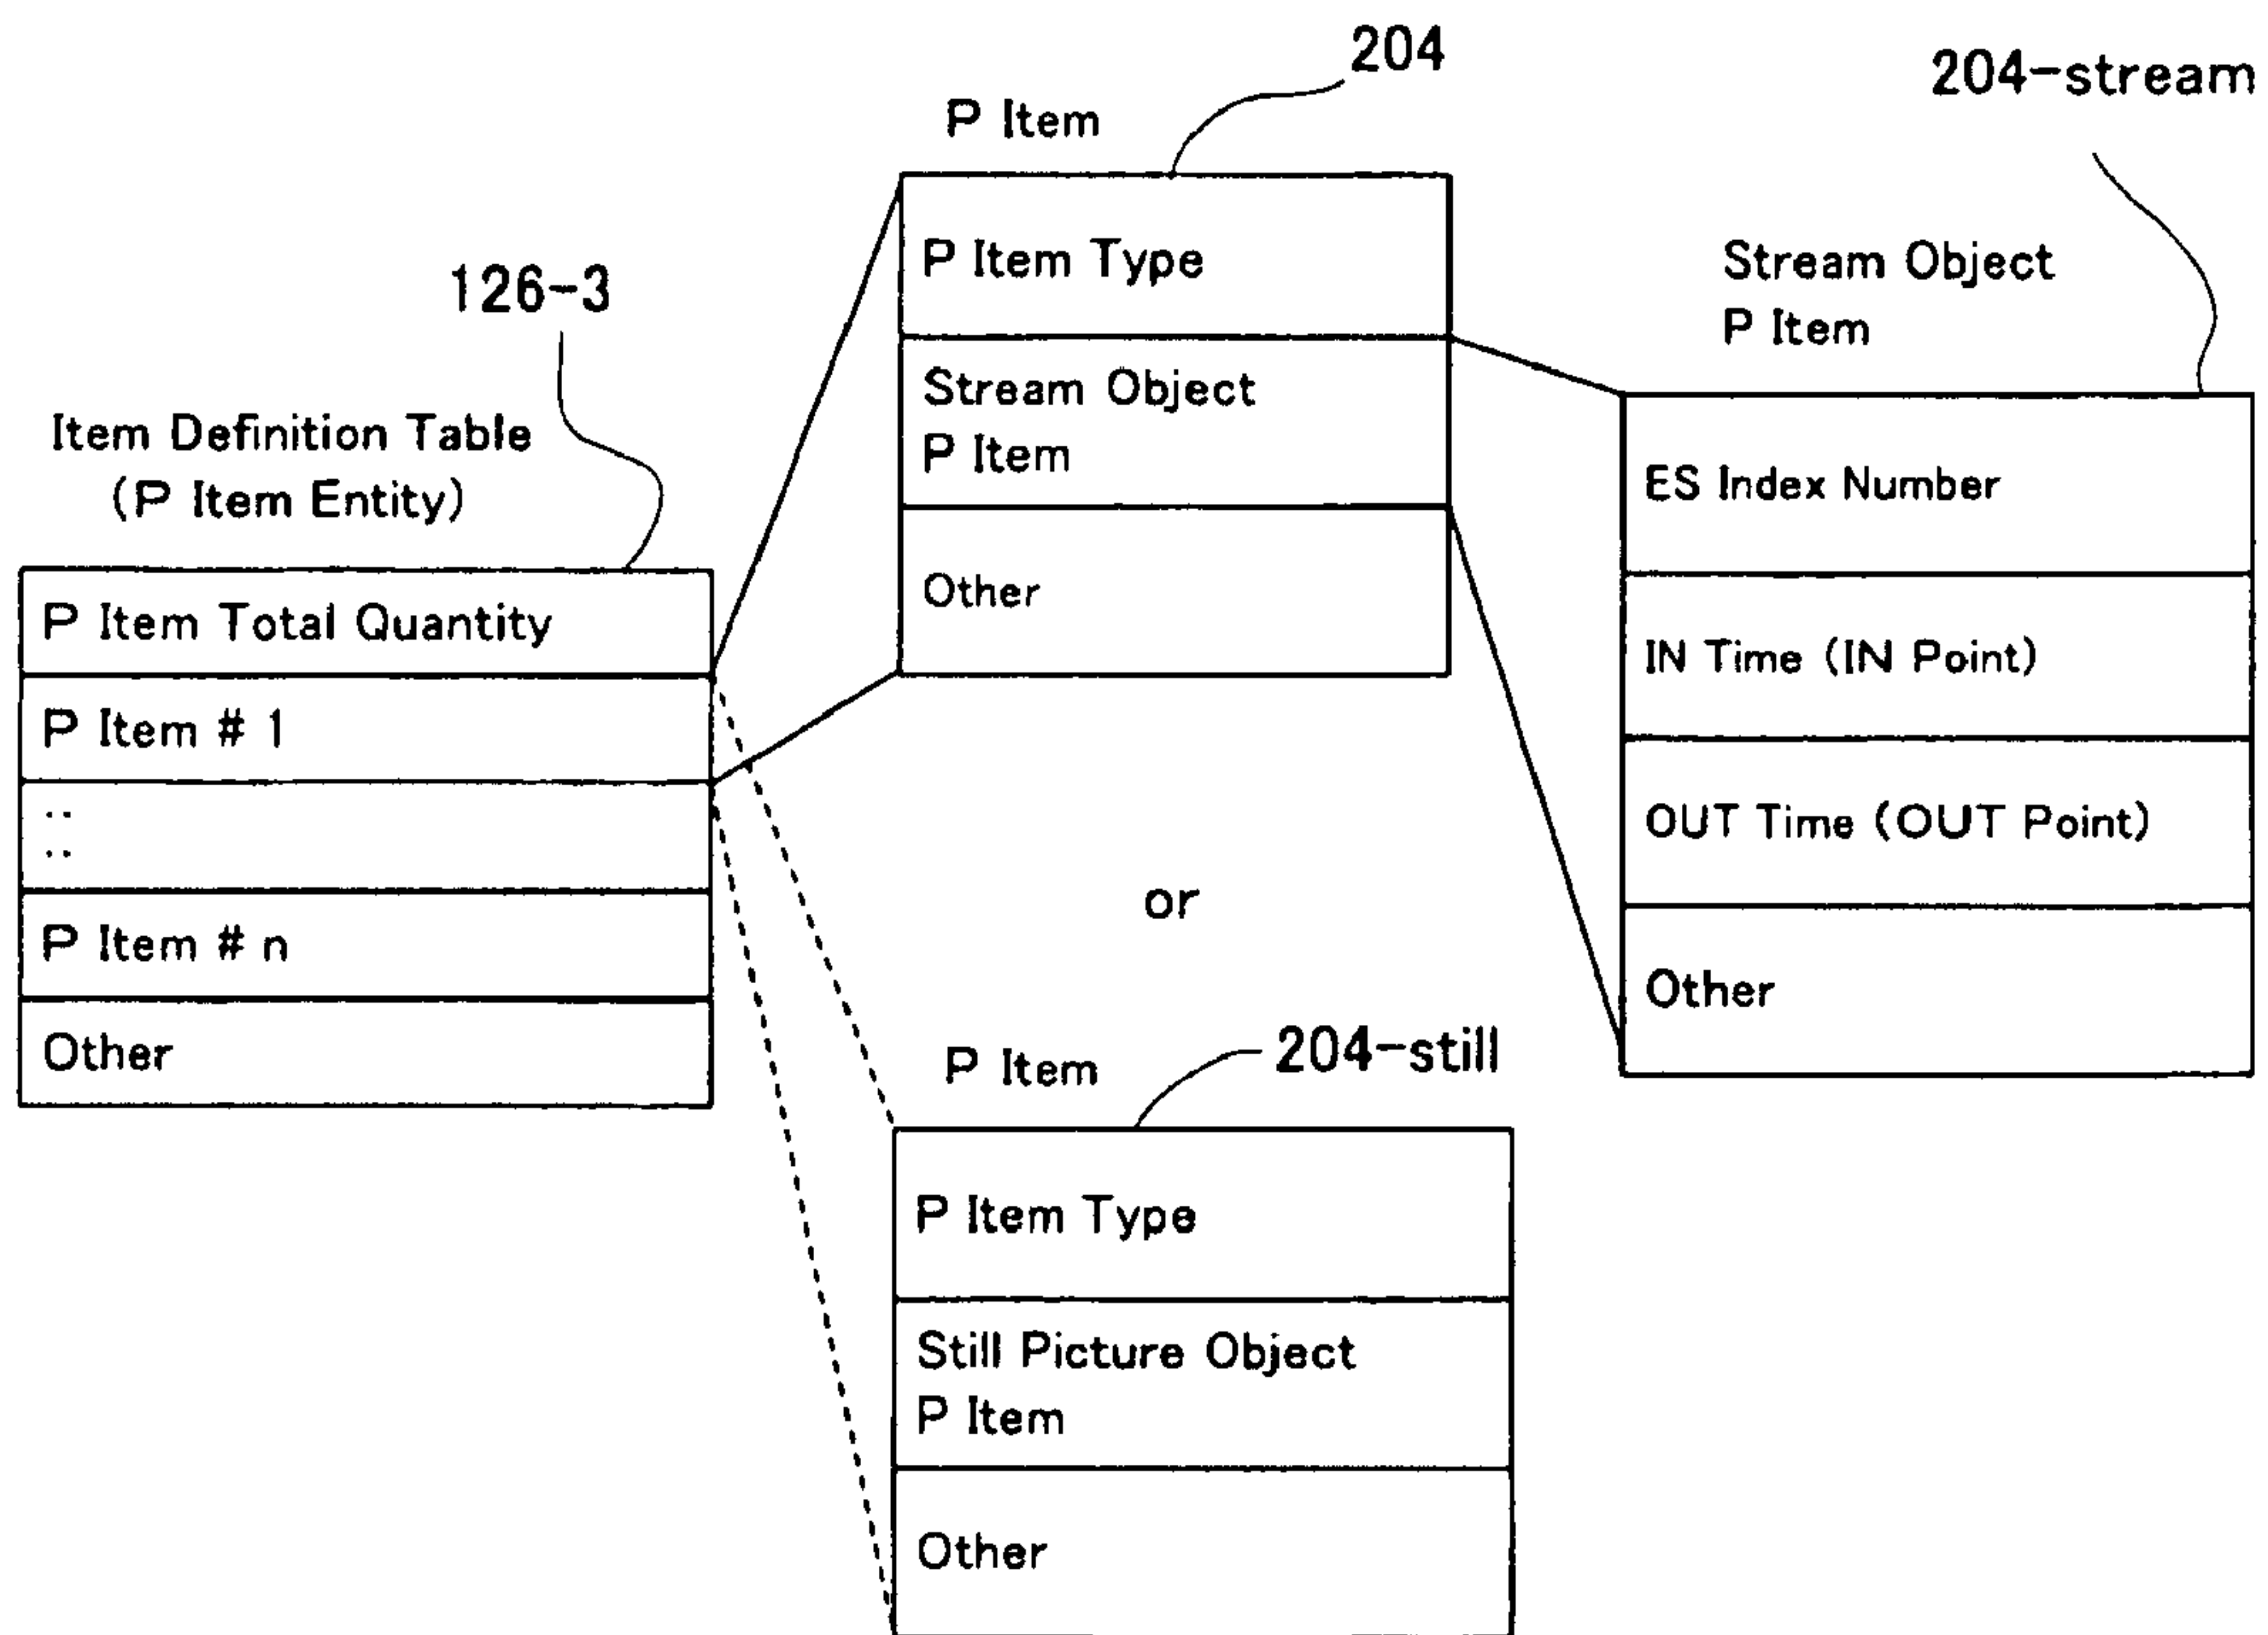 126-3
Item Definition Table
(P Item Entity)
P Item Total Quantity
P Item # 1
:
:
P Item # n
Other
204
P Item
P Item Type
Stream Object
P Item
Other
or
204-still
P Item
P Item Type
Still Picture Object
P Item
Other
204-stream
Stream Object
P Item
ES Index Number
IN Time (IN Point)
OUT Time (OUT Point)
Other